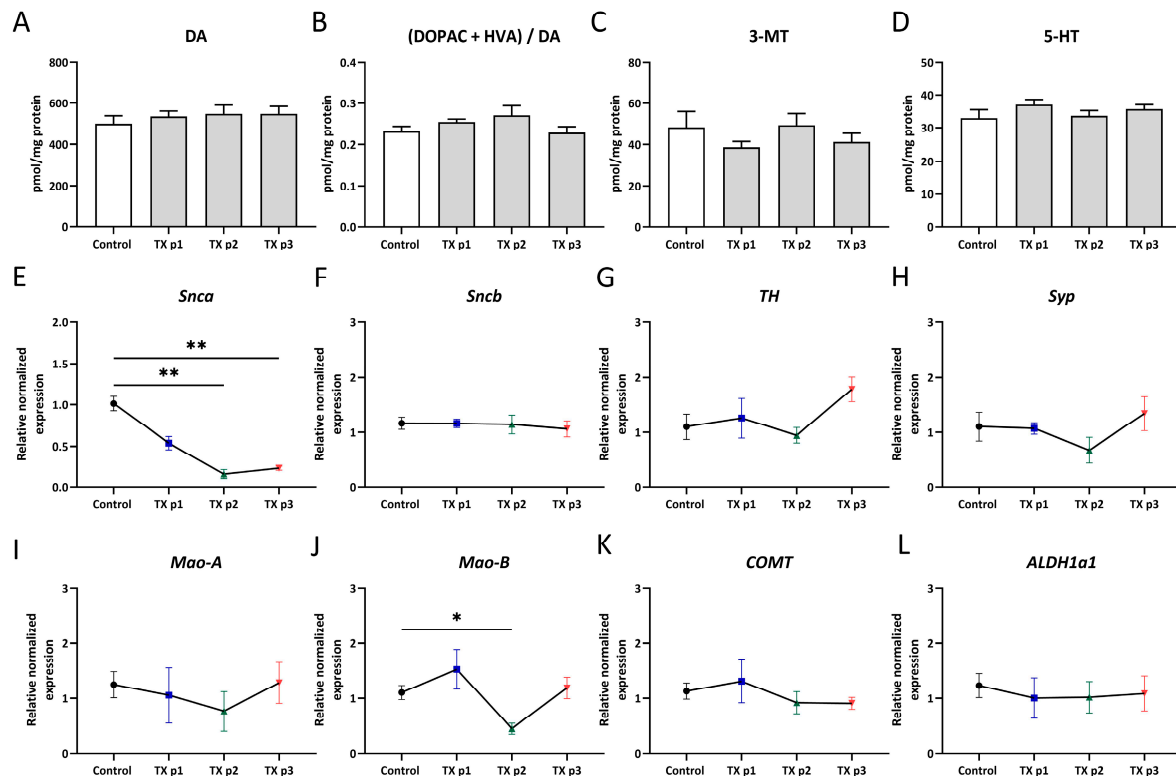 A
DA
pmol/mg protein
800
600
400
200
0
Control TX p1 TX p2 TX p3
B
(DOPAC + HVA) / DA
pmol/mg protein
0.4
0.3
0.2
0.1
0.0
Control TX p1 TX p2 TX p3
C
3-MT
pmol/mg protein
80
60
40
20
0
Control TX p1 TX p2 TX p3
D
5-HT
pmol/mg protein
50
40
30
20
10
0
Control TX p1 TX p2 TX p3
E
Snca
Relative normalized
expression
2.0
1.5
1.0
0.5
0.0
**
**
Control TX p1 TX p2 TX p3
F
Sncb
Relative normalized
expression
3
2
1
0
Control TX p1 TX p2 TX p3
G
TH
Relative normalized
expression
3
2
1
0
Control TX p1 TX p2 TX p3
H
Syp
Relative normalized
expression
3
2
1
0
Control TX p1 TX p2 TX p3
I
Mao-A
Relative normalized
expression
3
2
1
0
Control TX p1 TX p2 TX p3
J
Mao-B
Relative normalized
expression
3
2
1
0
*
Control TX p1 TX p2 TX p3
K
COMT
Relative normalized
expression
3
2
1
0
Control TX p1 TX p2 TX p3
L
ALDH1a1
Relative normalized
expression
3
2
1
0
Control TX p1 TX p2 TX p3